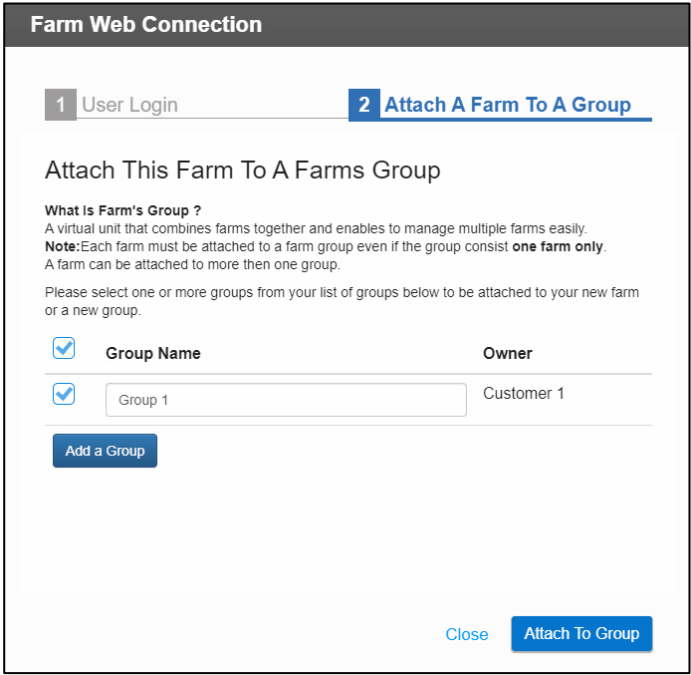 Farm Web Connection
1 User Login
2 Attach A Farm To A Group
Attach This Farm To A Farms Group
What Is Farm's Group ?
A virtual unit that combines farms together and enables to manage multiple farms easily.
Note:Each farm must be attached to a farm group even if the group consist one farm only.
A farm can be attached to more then one group.
Please select one or more groups from your list of groups below to be attached to your new farm
or a new group.
Group Name Owner
Group 1 Customer 1
Add a Group
Close Attach To Group